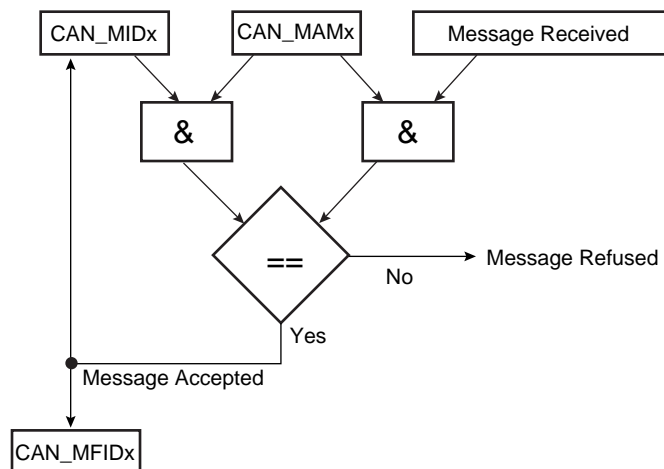 CAN_MIDx
CAN_MAMx
Message Received
&
&
==
No
Message Refused
Yes
Message Accepted
CAN_MFIDx